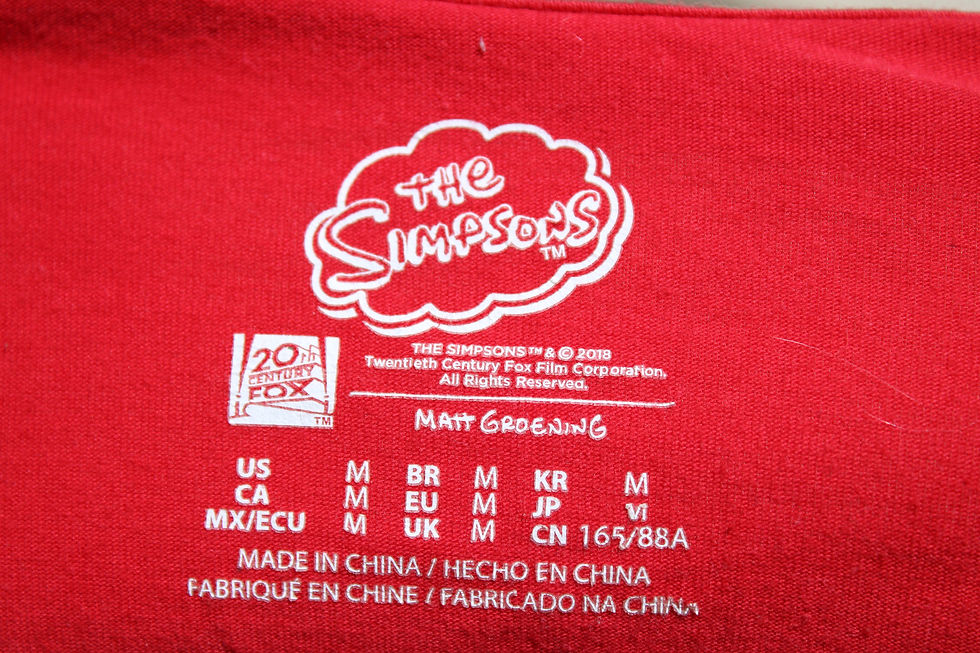 THE
SIMPSONS™
THE SIMPSONS™ & © 2018
Twentieth Century Fox Film Corporation.
All Rights Reserved.
20TH
CENTURY
FOX
TM
MATT GROENING
US M BR M KR M
CA M EU M JP M
MX/ECU M UK M CN 165/88A
MADE IN CHINA / HECHO EN CHINA
FABRIQUÉ EN CHINE / FABRICADO NA CHINA